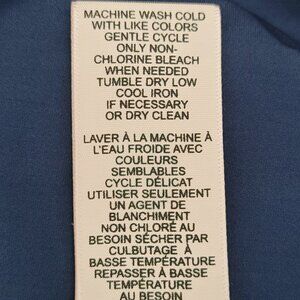 MACHINE WASH COLD
WITH LIKE COLORS
GENTLE CYCLE
ONLY NON-
CHLORINE BLEACH
WHEN NEEDED
TUMBLE DRY LOW
COOL IRON
IF NECESSARY
OR DRY CLEAN
LAVER À LA MACHINE À
L'EAU FROIDE AVEC
COULEURS
SEMBLABLES
CYCLE DÉLICAT
UTILISER SEULEMENT
UN AGENT DE
BLANCHIMENT
NON CHLORÉ AU
BESOIN SÉCHER PAR
CULBUTAGE À
BASSE TEMPÉRATURE
REPASSER À BASSE
TEMPÉRATURE
AU BESOIN